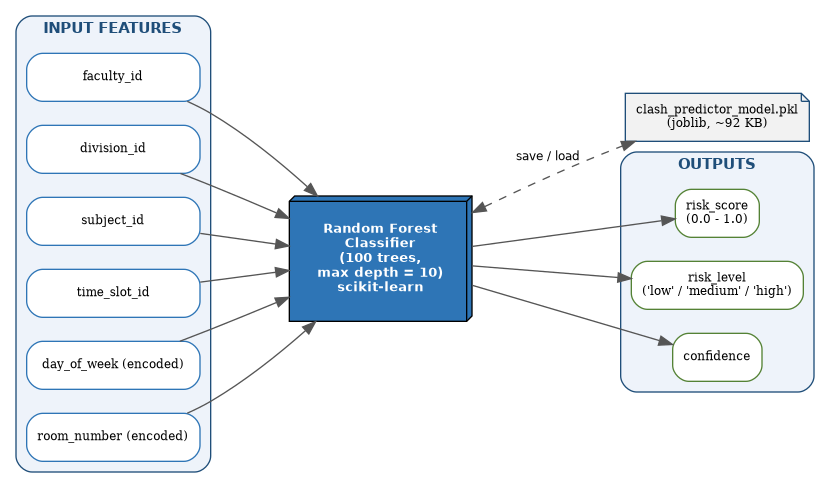 INPUT FEATURES
faculty_id
division_id
subject_id
time_slot_id
day_of_week (encoded)
room_number (encoded)
Random Forest
Classifier
(100 trees,
max depth = 10)
scikit-learn
save / load
clash_predictor_model.pkl
(joblib, ~92 KB)
OUTPUTS
risk_score
(0.0 - 1.0)
risk_level
('low' / 'medium' / 'high')
confidence